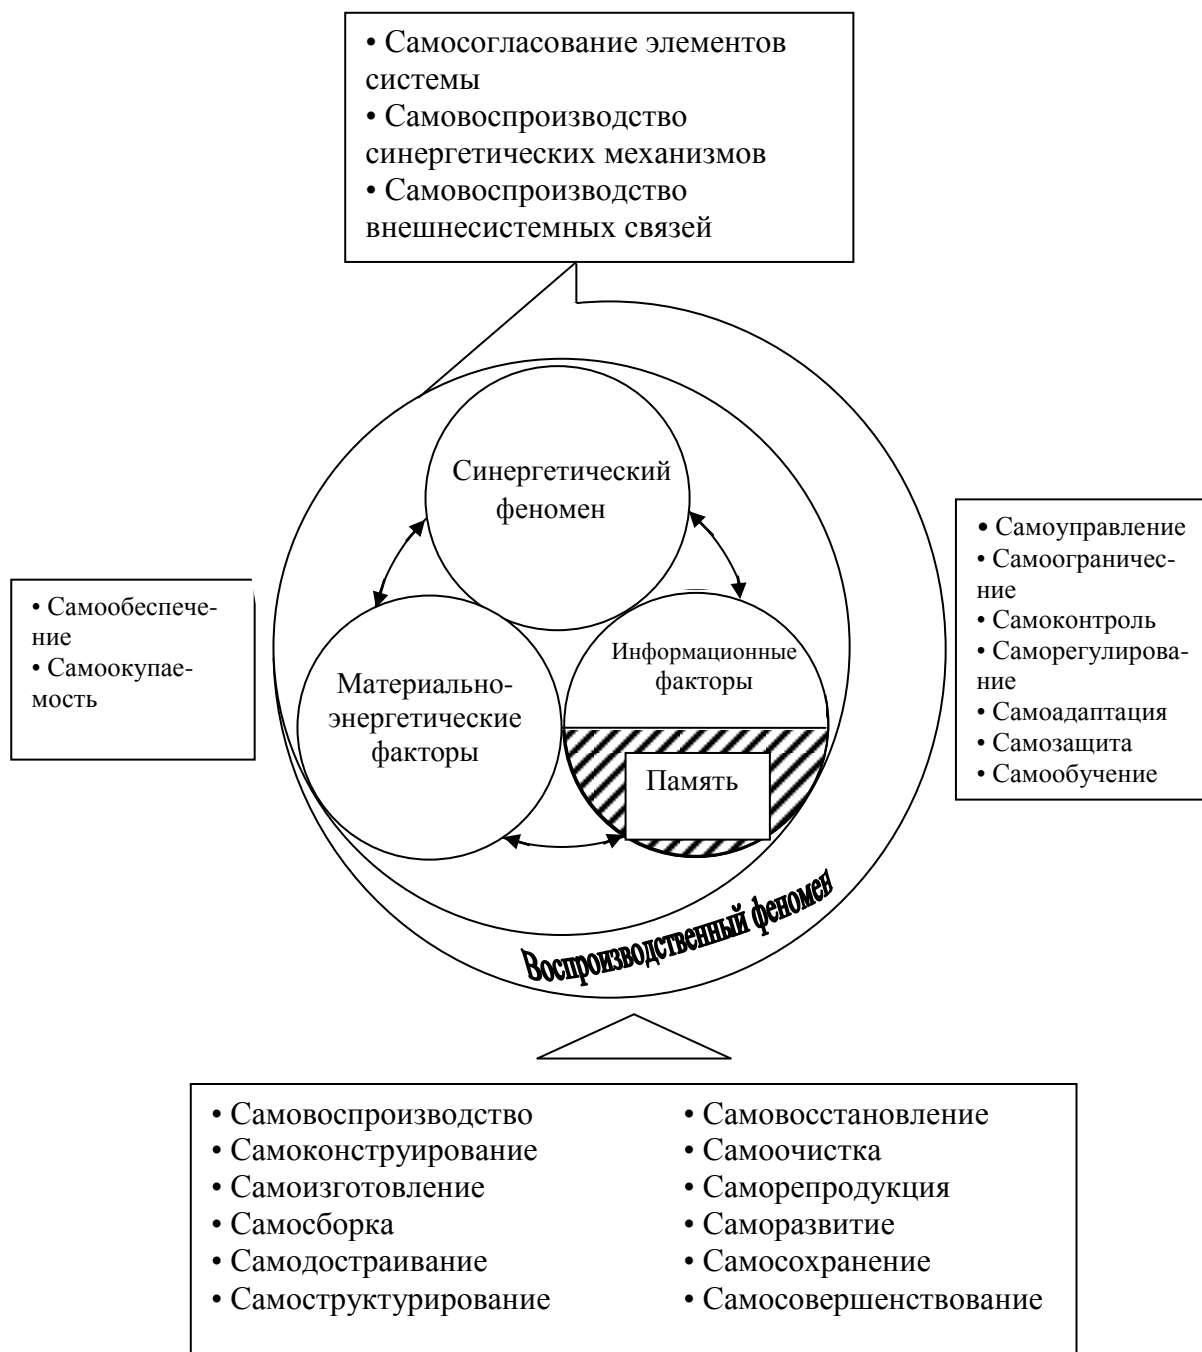 • Самосогласование элементов
системы
• Самовоспроизводство
синергетических механизмов
• Самовоспроизводство
внешнесистемных связей
Синергетический
феномен
• Самообеспече-
ние
• Самоокупае-
мость
Материально-
энергетические
факторы
Информационные
факторы
Память
• Самоуправление
• Самоограничес-
ние
• Самоконтроль
• Саморегулирова-
ние
• Самоадаптация
• Самозащита
• Самообучение
Воспроизводственный феномен
• Самовоспроизводство
• Самоконструирование
• Самоизготовление
• Самосборка
• Самодостраивание
• Самоструктурирование
• Самовосстановление
• Самоочистка
• Саморепродукция
• Саморазвитие
• Самосохранение
• Самосовершенствование